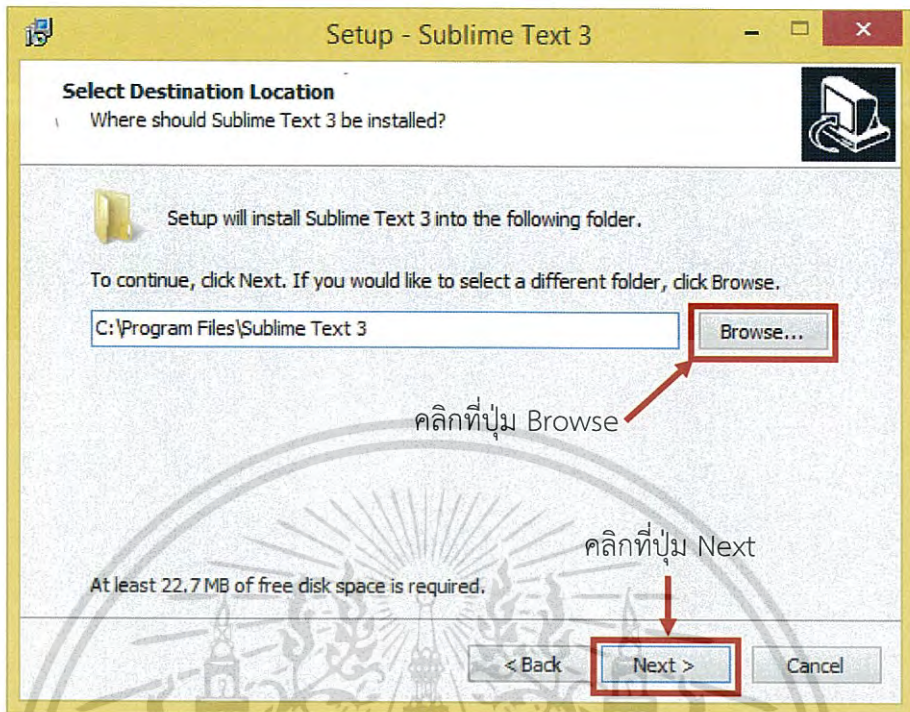 Setup - Sublime Text 3
Select Destination Location
Where should Sublime Text 3 be installed?
Setup will install Sublime Text 3 into the following folder.
To continue, click Next. If you would like to select a different folder, click Browse.
C:\Program Files\Sublime Text 3
Browse...
คลิกที่ปุ่ม Browse
คลิกที่ปุ่ม Next
At least 22.7 MB of free disk space is required.
< Back
Next >
Cancel